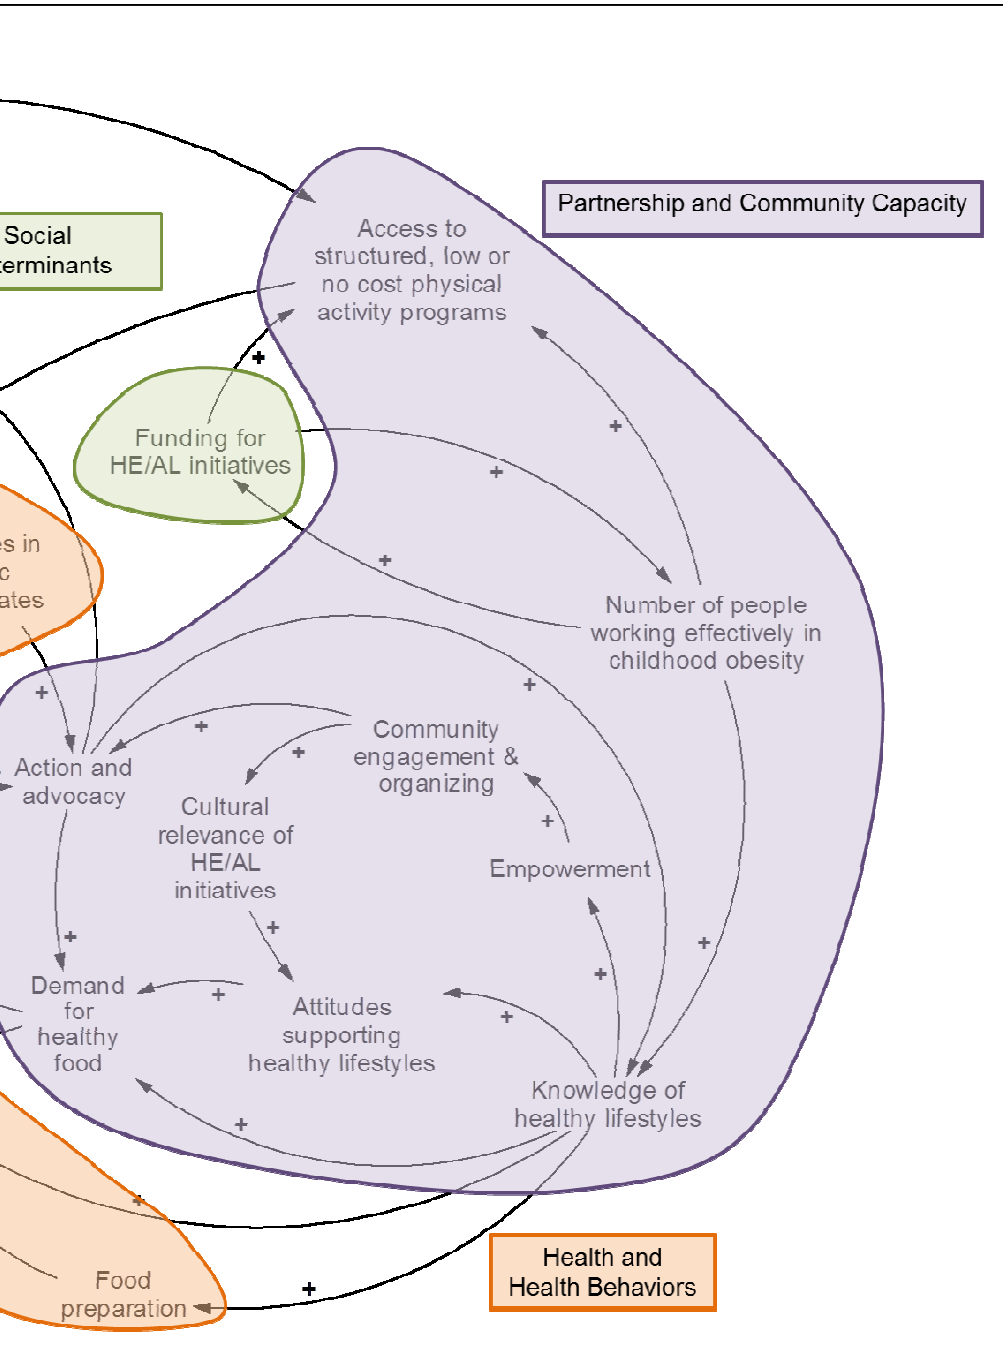 Partnership and Community Capacity
Access to
structured, low or
no cost physical
activity programs
Social
terminants
+
Funding for
HE/AL initiatives
+
+
+
es in
c
ates
Number of people
working effectively in
childhood obesity
+
+
+
+
Community
engagement &
organizing
Action and
advocacy
Cultural
relevance of
HE/AL
initiatives
+
Empowerment
+
+
+
+
Demand
for
healthy
food
+
Attitudes
supporting
healthy lifestyles
+
Knowledge of
healthy lifestyles
+
+
Health and
Health Behaviors
Food
preparation
+